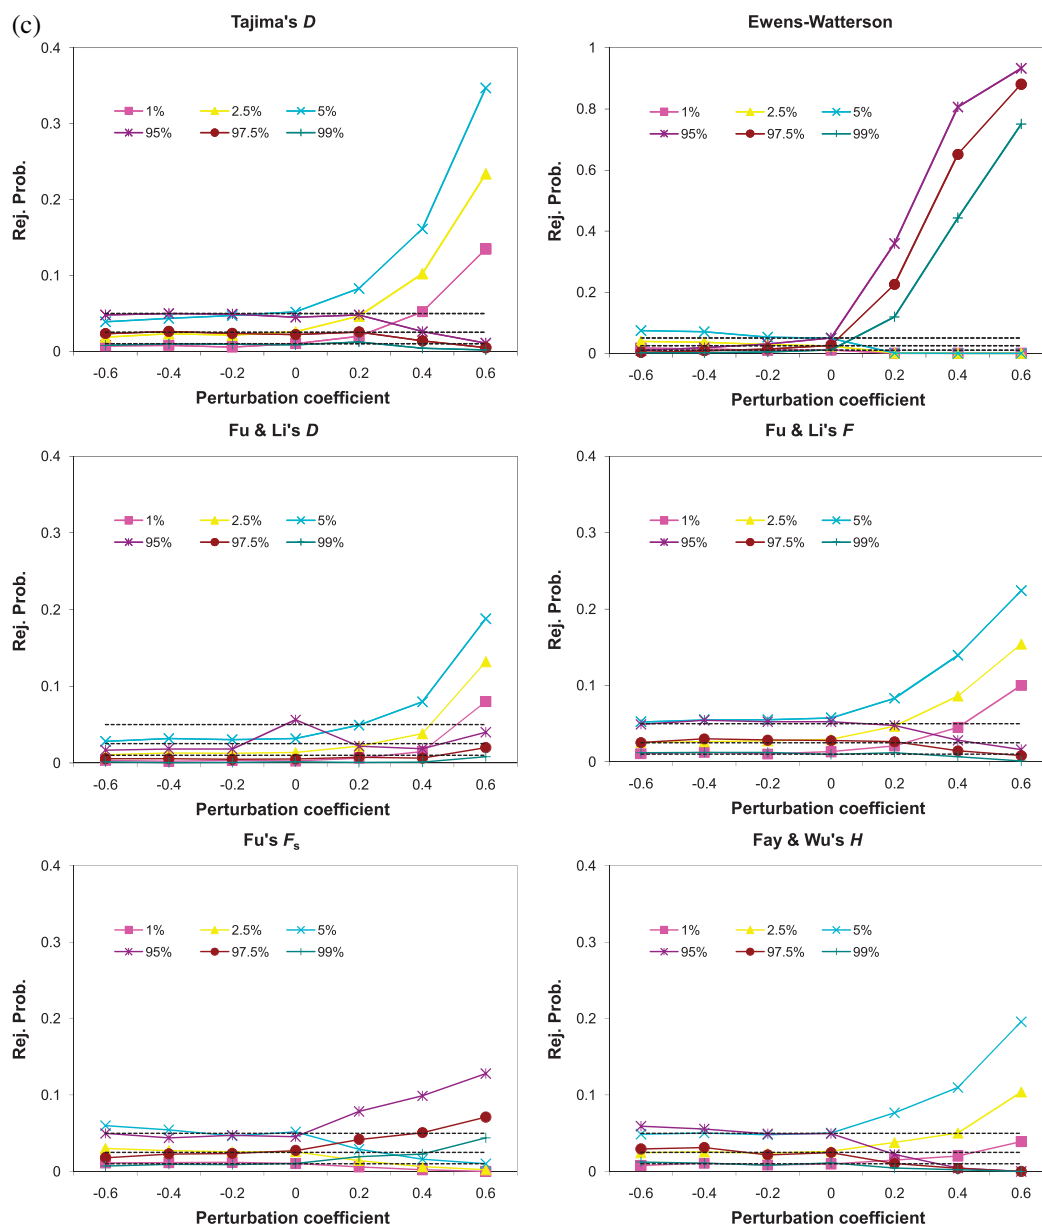 (c)
Tajima's D
0.4
0.3
0.2
0.1
0
Rej. Prob.
1% 2.5% 5%
95% 97.5% 99%
-0.6 -0.4 -0.2 0 0.2 0.4 0.6
Perturbation coefficient
Ewens-Watterson
1
0.8
0.6
0.4
0.2
0
Rej. Prob.
1% 2.5% 5%
95% 97.5% 99%
-0.6 -0.4 -0.2 0 0.2 0.4 0.6
Perturbation coefficient
Fu & Li's D
0.4
0.3
0.2
0.1
0
Rej. Prob.
1% 2.5% 5%
95% 97.5% 99%
-0.6 -0.4 -0.2 0 0.2 0.4 0.6
Perturbation coefficient
Fu & Li's F
0.4
0.3
0.2
0.1
0
Rej. Prob.
1% 2.5% 5%
95% 97.5% 99%
-0.6 -0.4 -0.2 0 0.2 0.4 0.6
Perturbation coefficient
Fu's Fs
0.4
0.3
0.2
0.1
0
Rej. Prob.
1% 2.5% 5%
95% 97.5% 99%
-0.6 -0.4 -0.2 0 0.2 0.4 0.6
Perturbation coefficient
Fay & Wu's H
0.4
0.3
0.2
0.1
0
Rej. Prob.
1% 2.5% 5%
95% 97.5% 99%
-0.6 -0.4 -0.2 0 0.2 0.4 0.6
Perturbation coefficient